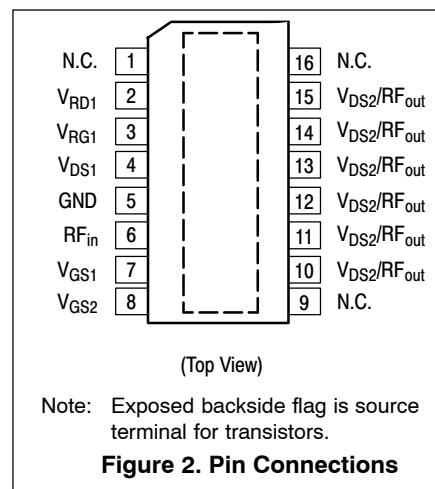 N.C. 1 16 N.C.
VRD1 2 15 VDS2/RFout
VRG1 3 14 VDS2/RFout
VDS1 4 13 VDS2/RFout
GND 5 12 VDS2/RFout
RFin 6 11 VDS2/RFout
VGS1 7 10 VDS2/RFout
VGS2 8 9 N.C.
(Top View)
Note: Exposed backside flag is source
terminal for transistors.
Figure 2. Pin Connections